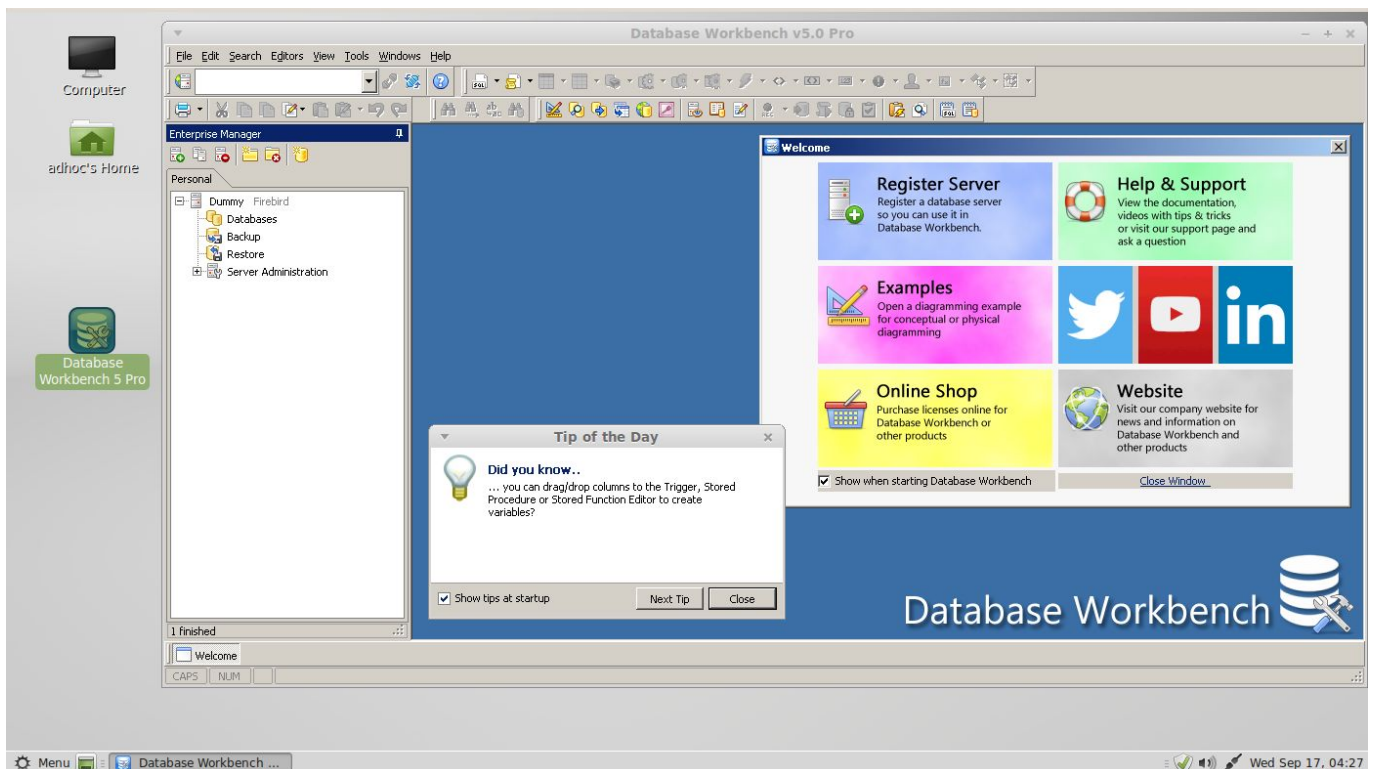 Computer
adhoc's Home
Database
Workbench 5 Pro
Database Workbench v5.0 Pro
File Edit Search Editors View Tools Windows Help
Enterprise Manager
Personal
Dummy Firebird
Databases
Backup
Restore
Server Administration
1 finished
Welcome
Register Server
Register a database server
so you can use it in
Database Workbench.
Help & Support
View the documentation,
videos with tips & tricks
or visit our support page and
ask a question
Examples
Open a diagramming example
for conceptual or physical
diagramming
in
Online Shop
Purchase licenses online for
Database Workbench or
other products
Website
Visit our company website for
news and information on
Database Workbench and
other products
Show when starting Database Workbench
Close Window
Tip of the Day
Did you know..
... you can drag/drop columns to the Trigger, Stored
Procedure or Stored Function Editor to create
variables?
Show tips at startup
Next Tip
Close
Database Workbench
Welcome
CAPS NUM
Menu
Database Workbench ...
Wed Sep 17, 04:27